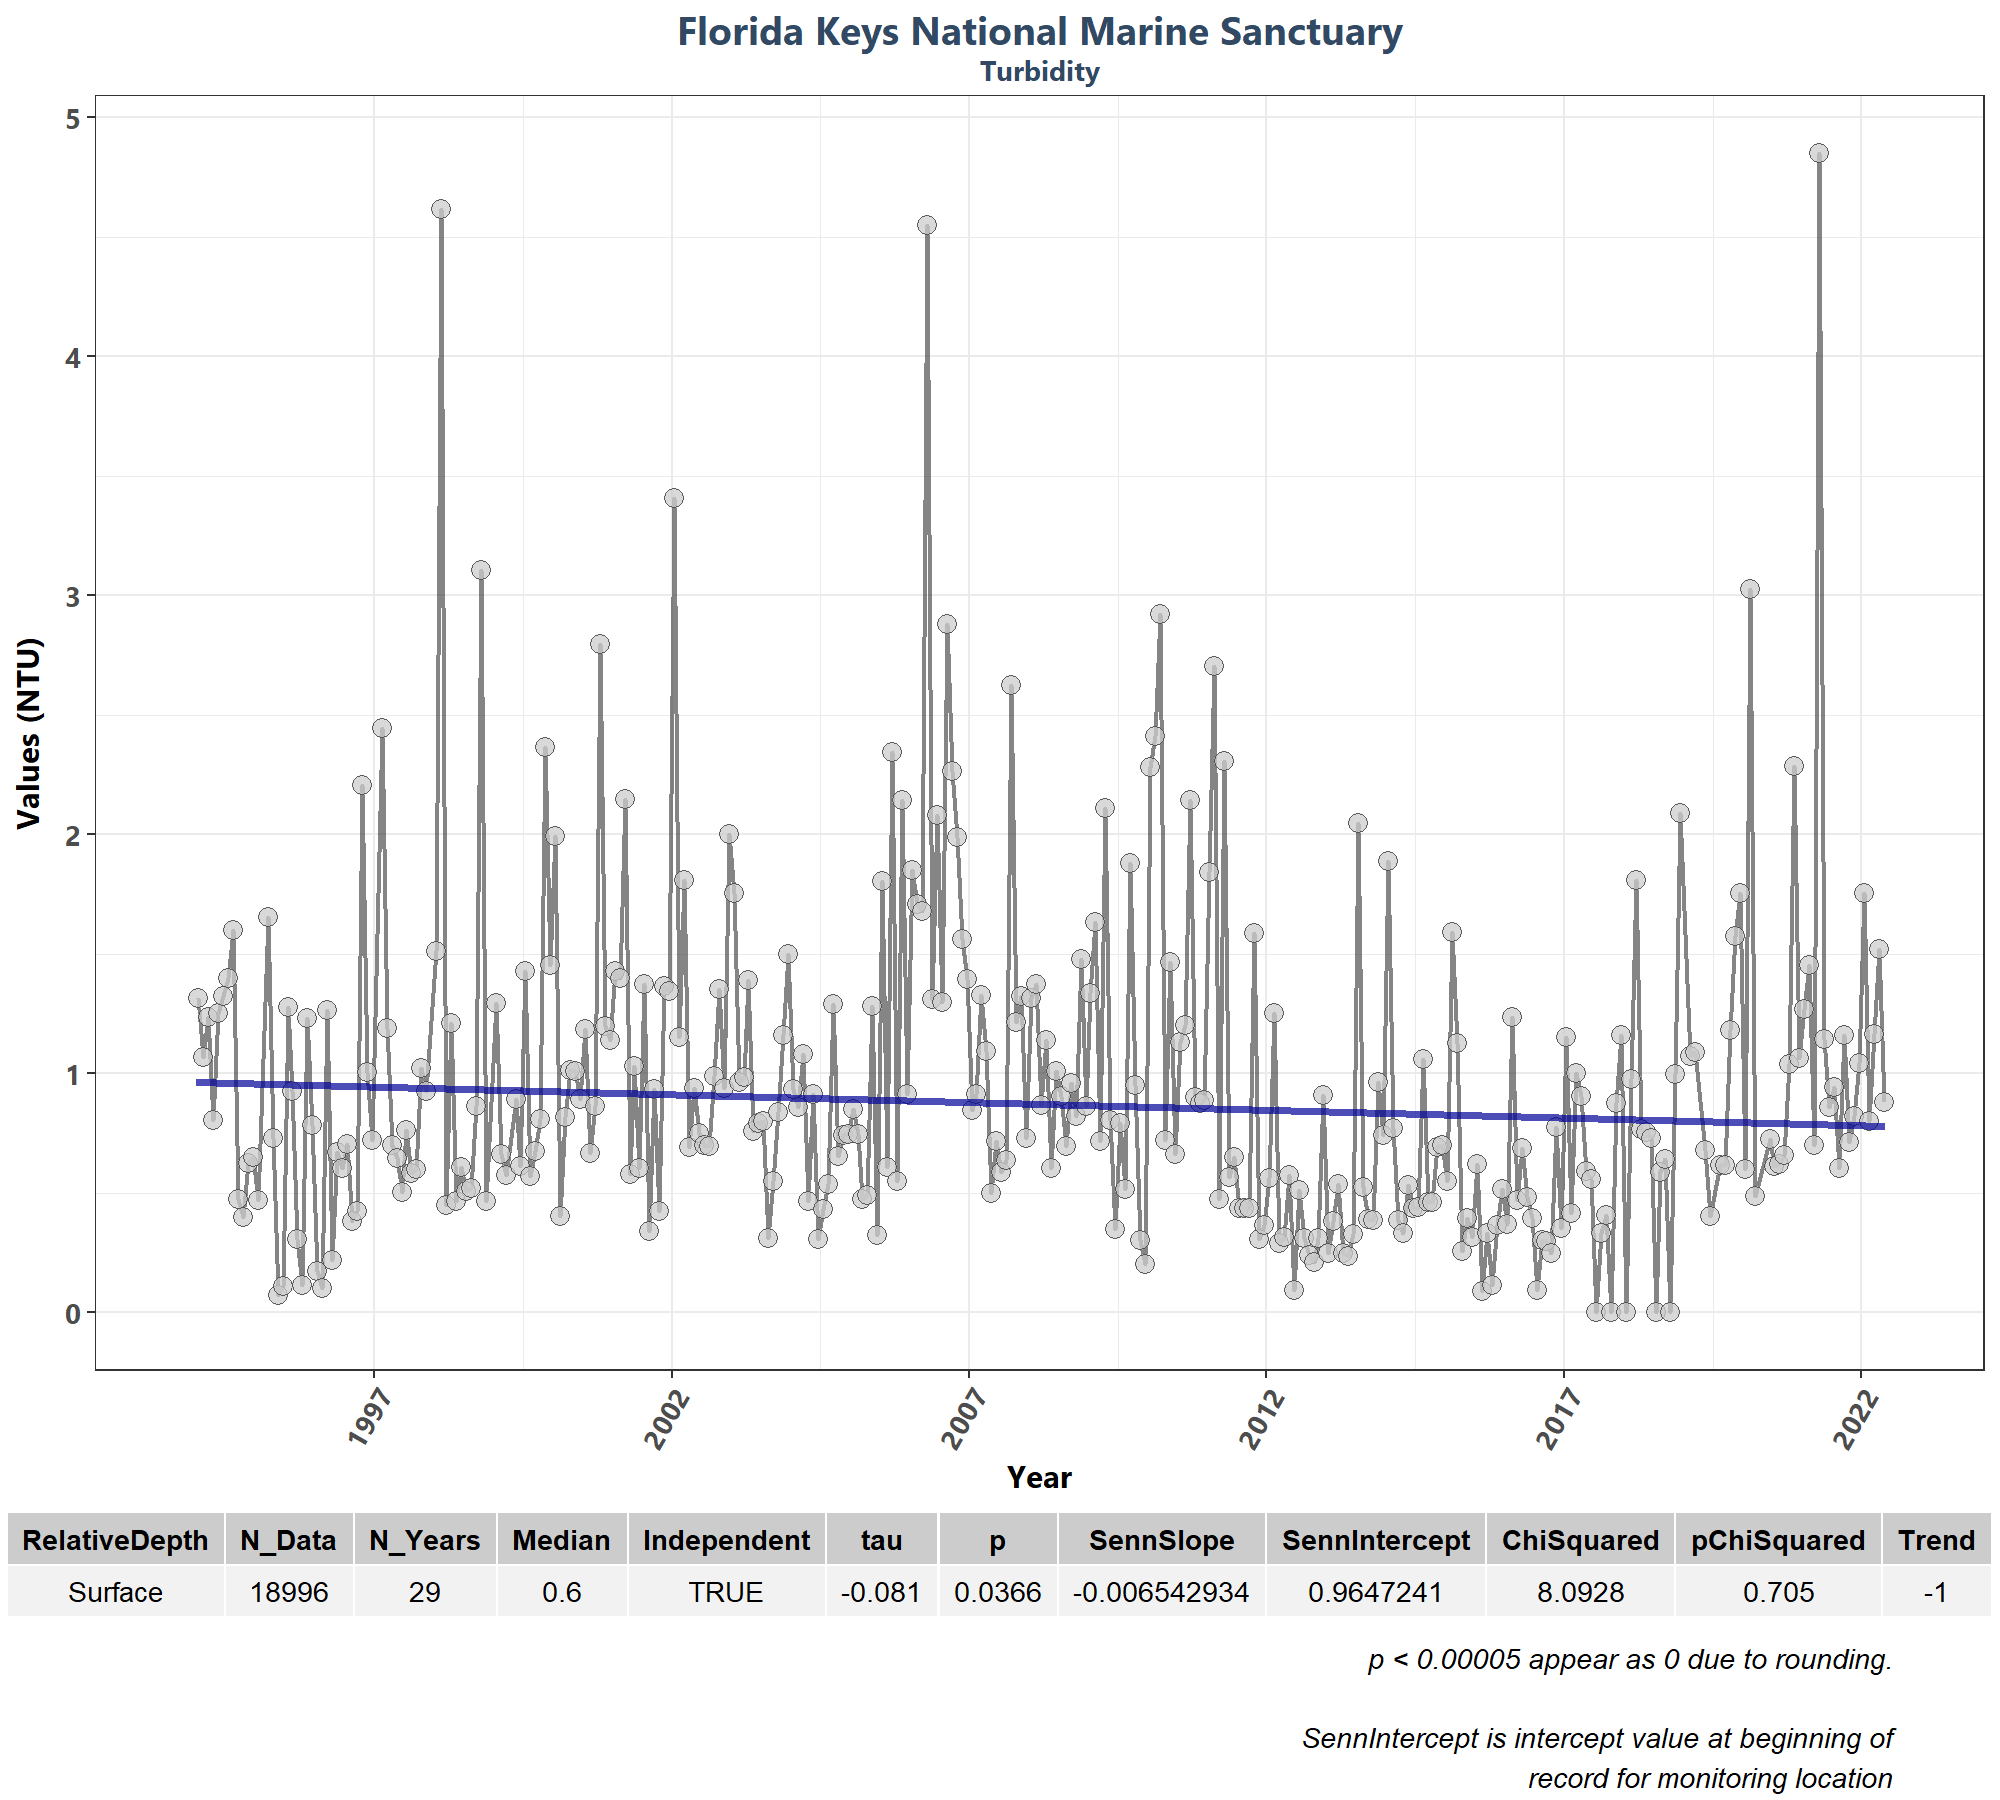 Florida Keys National Marine Sanctuary
Turbidity
Values (NTU)
5
4
3
2
1
0
1997 2002 2007 2012 2017 2022
Year
RelativeDepth N_Data N_Years Median Independent tau p SennSlope SennIntercept ChiSquared pChiSquared Trend
Surface 18996 29 0.6 TRUE -0.081 0.0366 -0.006542934 0.9647241 8.0928 0.705 -1
p < 0.00005 appear as 0 due to rounding.
SennIntercept is intercept value at beginning of
record for monitoring location